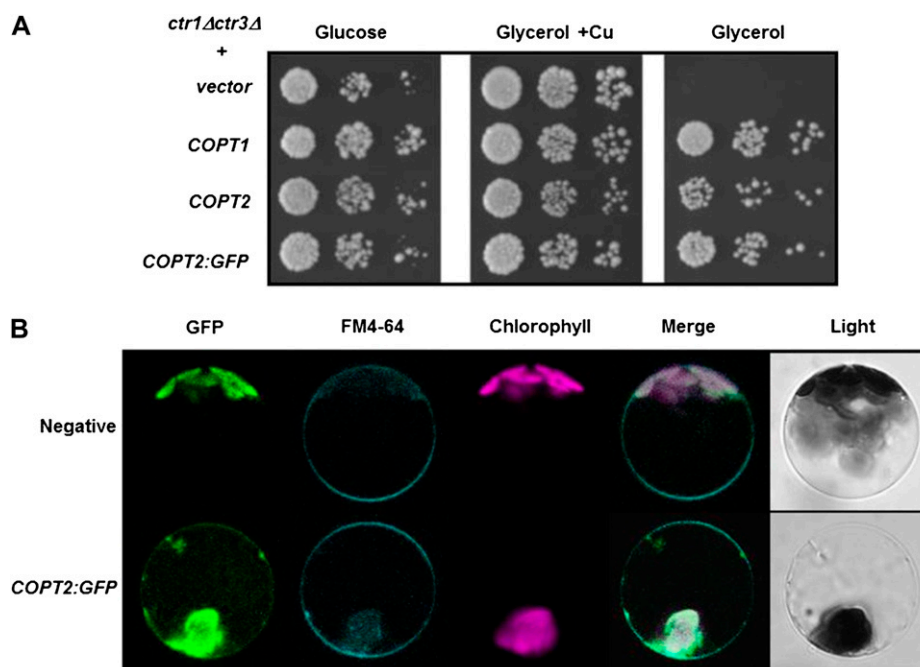 A
ctr1Δctr3Δ
+
Glucose
Glycerol +Cu
Glycerol
vector
COPT1
COPT2
COPT2:GFP
B
GFP
FM4-64
Chlorophyll
Merge
Light
Negative
COPT2:GFP